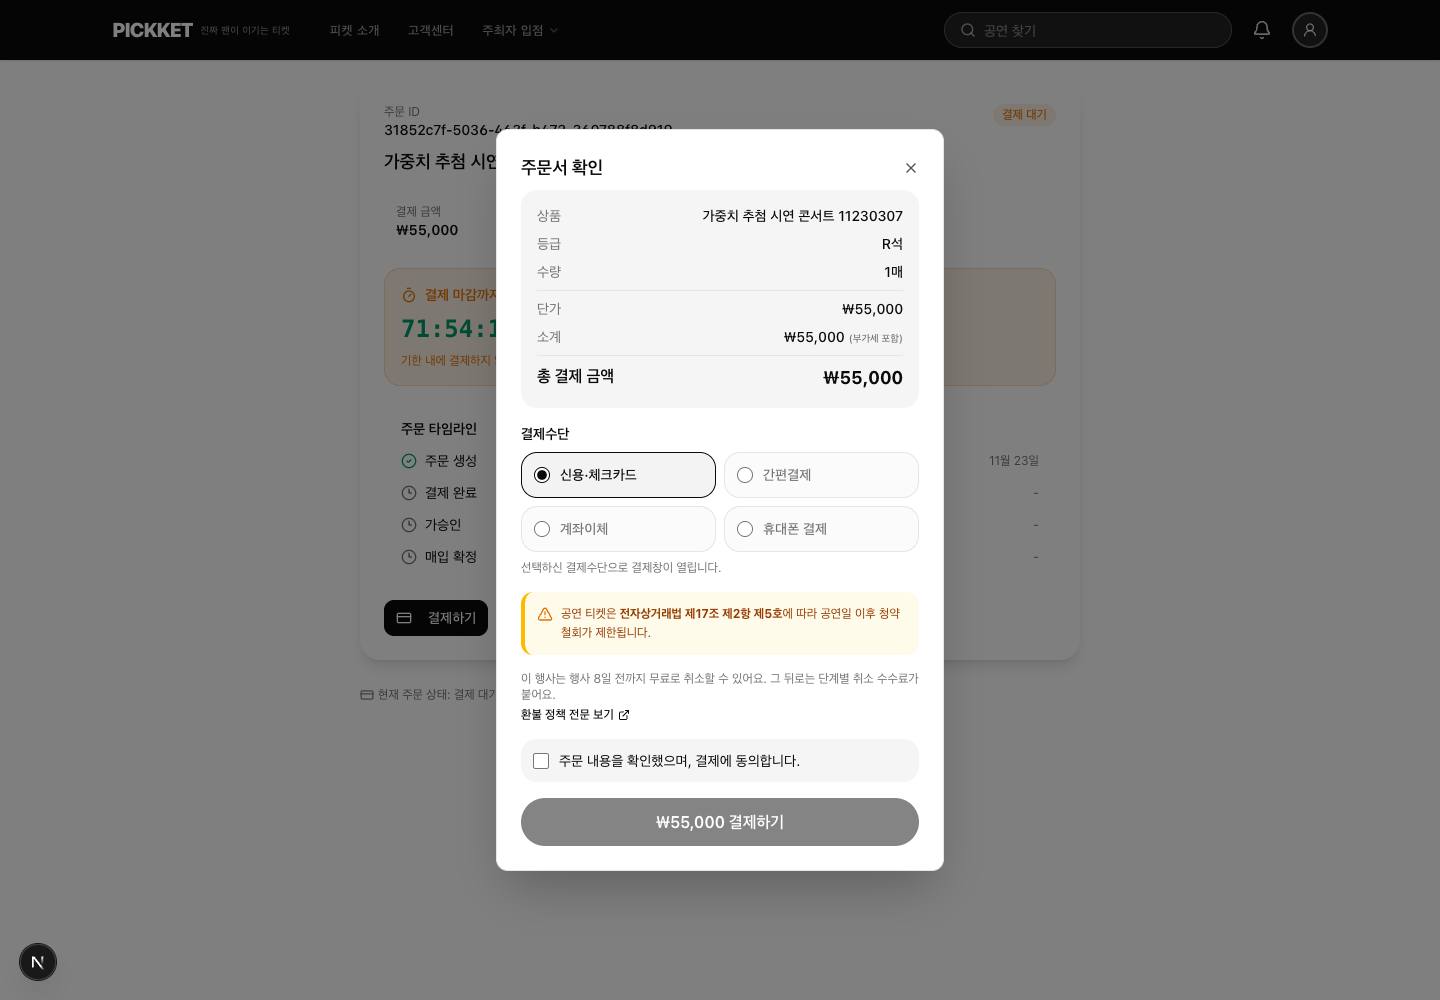 PICKKET 진짜 팬이 이기는 티켓 피켓 소개 고객센터 주최자 입점 공연 찾기
주문 ID
결제 대기
31852c7f-5036-
가중치 추첨 시연
결제 금액
₩55,000
결제 마감까지
71:54:1
기한 내에 결제하지
주문 타임라인
주문 생성 11월 23일
결제 완료 -
가승인 -
매입 확정 -
결제하기
현재 주문 상태: 결제 대기
주문서 확인
상품 가중치 추첨 시연 콘서트 11230307
등급 R석
수량 1매
단가 ₩55,000
소계 ₩55,000 (부가세 포함)
총 결제 금액 ₩55,000
결제수단
신용·체크카드 간편결제
계좌이체 휴대폰 결제
선택하신 결제수단으로 결제창이 열립니다.
공연 티켓은 전자상거래법 제17조 제2항 제5호에 따라 공연일 이후 청약
철회가 제한됩니다.
이 행사는 행사 8일 전까지 무료로 취소할 수 있어요. 그 뒤로는 단계별 취소 수수료가
붙어요.
환불 정책 전문 보기
주문 내용을 확인했으며, 결제에 동의합니다.
₩55,000 결제하기
N